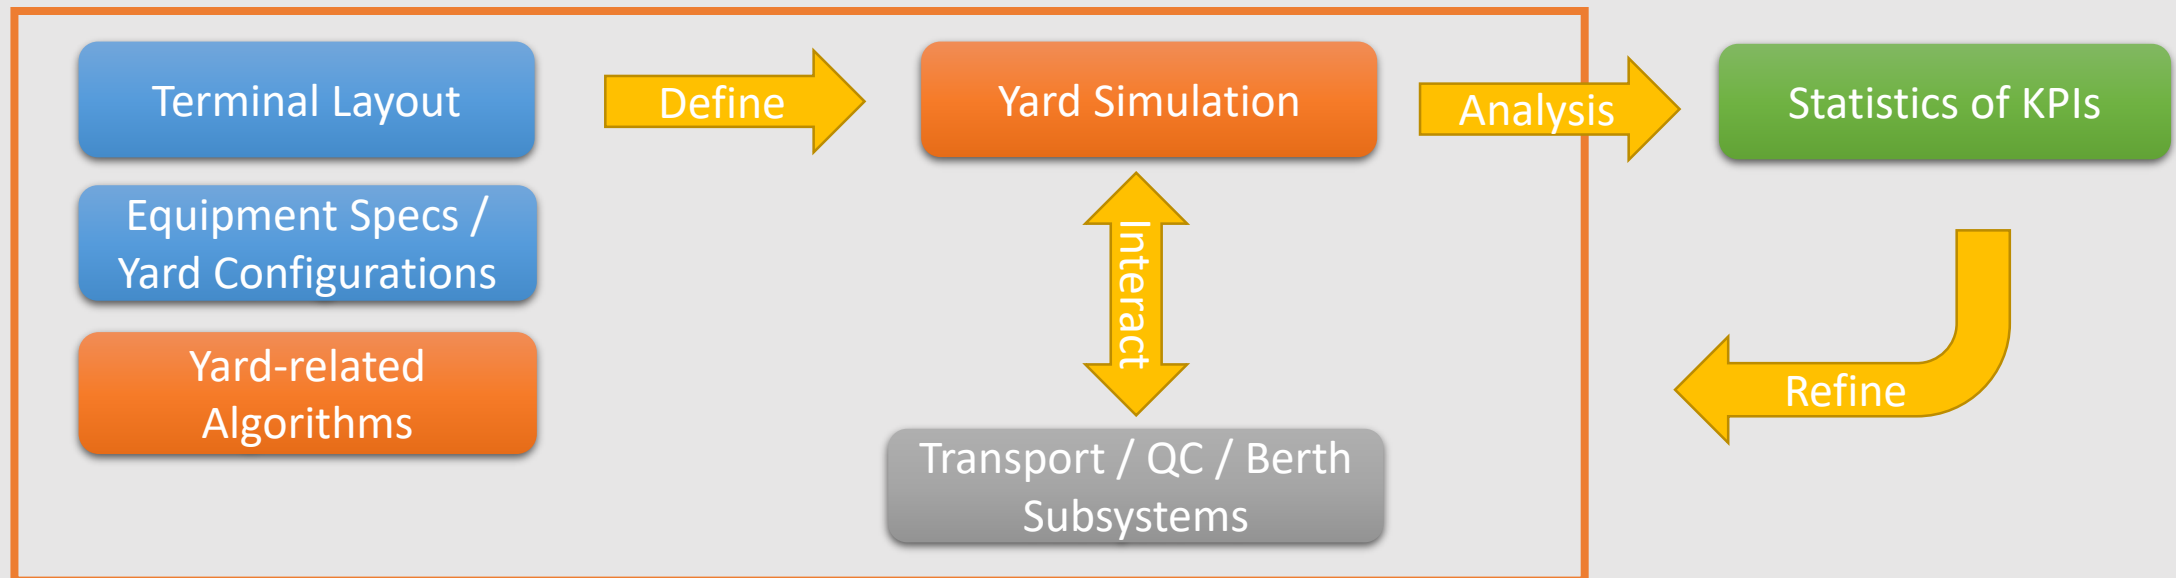 Terminal Layout
Define
Yard Simulation
Analysis
Statistics of KPIs
Equipment Specs /
Yard Configurations
Interact
Yard-related
Algorithms
Refine
Transport / QC / Berth
Subsystems